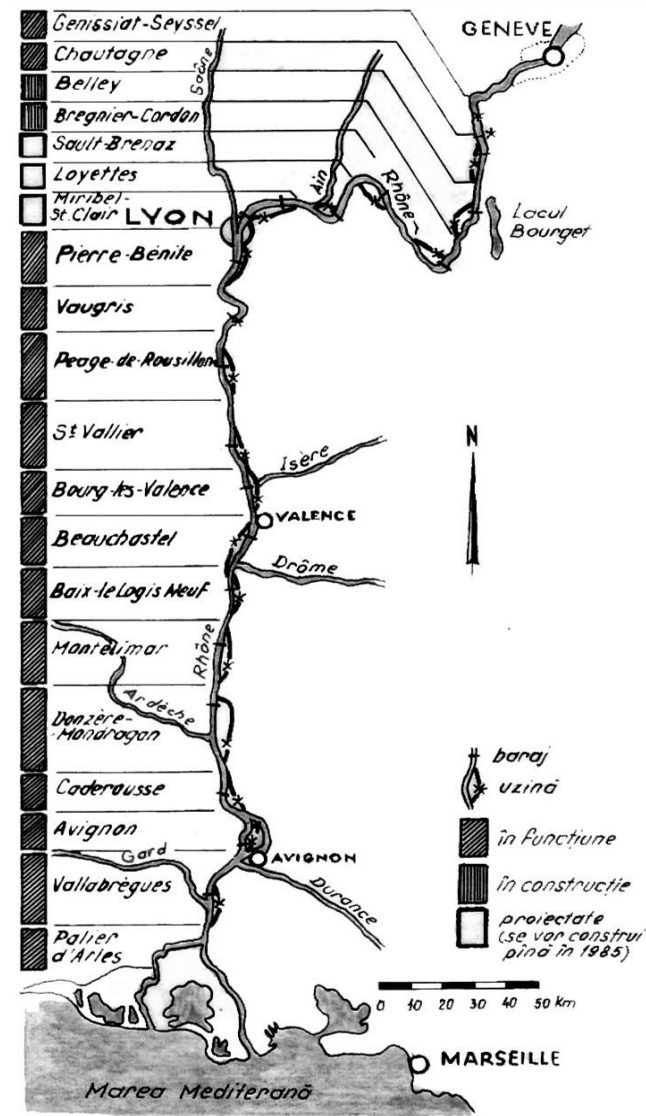 Genissiat-Seyssel
Chautagne
Belley
Bregnier-Cordon
Sault-Brenaz
Loyettes
Miribel-
St.Clair
LYON
Pierre-Bénite
Vaugris
Peage-de-Rousillon
St Vallier
Bourg-lès-Valence
Beauchastel
Baix-le Logis Neuf
Montelimar
Donzère-
Mondragon
Caderousse
Avignon
Vallabrègues
Palier
d'Arles
GENEVE
Saône
Ain
Rhône
Lacul
Bourget
N
Isère
VALENCE
Drôme
Rhône
Ardèche
Gard
AVIGNON
Durance
baraj
uzină
în funcțiune
în construcție
proiectate
(se vor construi
pînă în 1985)
0 10 20 30 40 50 Km
MARSEILLE
Marea Mediterană